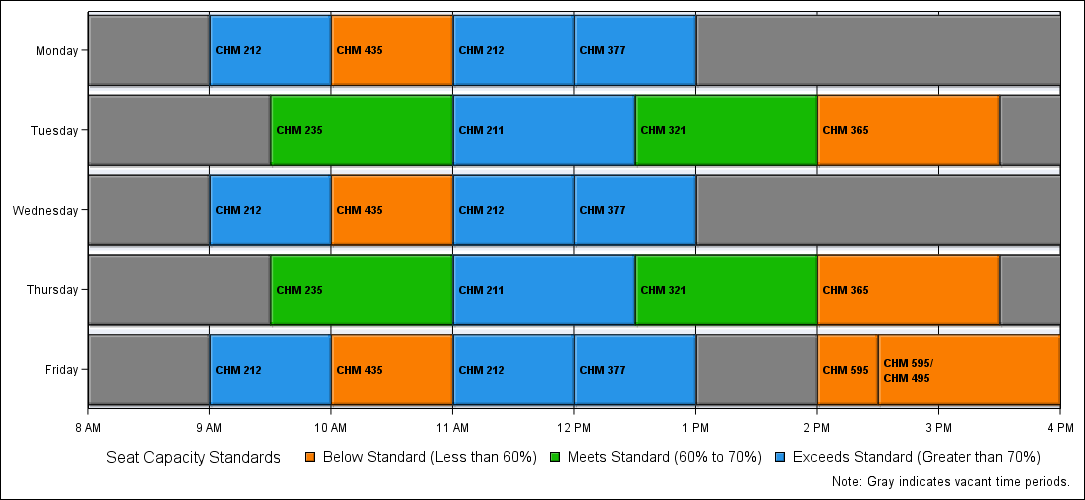 Monday
CHM 212
CHM 435
CHM 212
CHM 377
Tuesday
CHM 235
CHM 211
CHM 321
CHM 365
Wednesday
CHM 212
CHM 435
CHM 212
CHM 377
Thursday
CHM 235
CHM 211
CHM 321
CHM 365
Friday
CHM 212
CHM 435
CHM 212
CHM 377
CHM 595
CHM 595/
CHM 495
8 AM 9 AM 10 AM 11 AM 12 PM 1 PM 2 PM 3 PM 4 PM
Seat Capacity Standards Below Standard (Less than 60%) Meets Standard (60% to 70%) Exceeds Standard (Greater than 70%)
Note: Gray indicates vacant time periods.